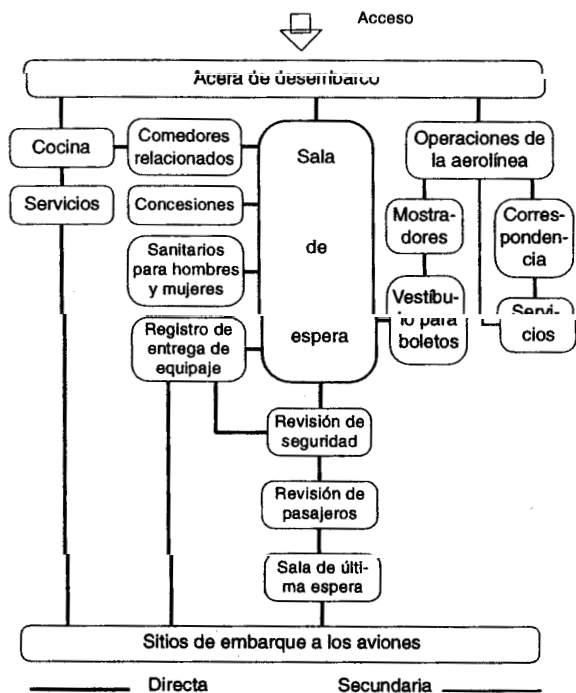 Acceso
Acera de desembarco
Cocina
Comedores
relacionados
Sala
de
espera
Operaciones de
la aerolínea
Servicios
Concesiones
Mostra-
dores
Corres-
ponden-
cia
Sanitarios
para hombres
y mujeres
Vestíbu-
lo para
boletos
Servi-
cios
Registro de
entrega de
equipaje
Revisión de
seguridad
Revisión de
pasajeros
Sala de últi-
ma espera
Sitios de embarque a los aviones
Directa
Secundaria